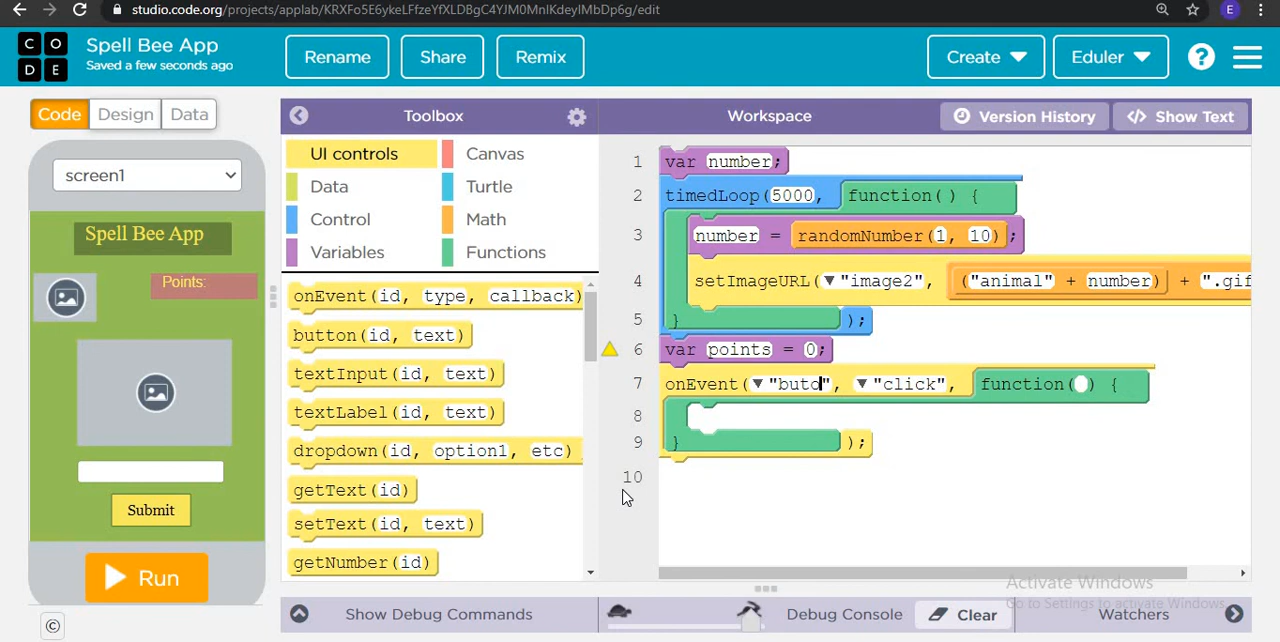 studio.code.org/projects/applab/KRXFo5E6ykeLFfzeYfXLDBgC4YJM0MnlKdeyIMbDp6g/edit
E
C O
D E
Spell Bee App
Saved a few seconds ago
Rename
Share
Remix
Create
Eduler
?
Code
Design
Data
Toolbox
Workspace
Version History
</> Show Text
screen1
Spell Bee App
Points:
Submit
Run
©
UI controls
Canvas
Data
Turtle
Control
Math
Variables
Functions
onEvent(id, type, callback)
button(id, text)
textInput(id, text)
textLabel(id, text)
dropdown(id, option1, etc)
getText(id)
setText(id, text)
getNumber(id)
1 var number;
2 timedLoop(5000, function() {
3 number = randomNumber(1, 10);
4 setImageURL(▼"image2", ("animal" + number) + ".gif
5 } );
6 var points = 0;
7 onEvent(▼"buto", ▼"click", function( ) {
8
9 } );
10
Show Debug Commands
Debug Console
Clear
Watchers
Activate Windows
Go to Settings to activate Windows.